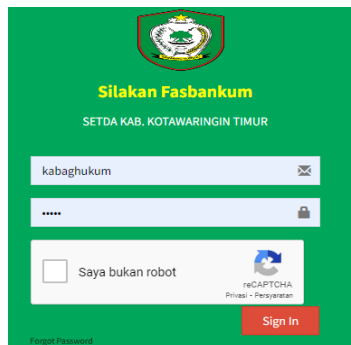 Silakan Fasbankum
SETDA KAB. KOTAWARINGIN TIMUR
kabaghukum
•••••
Saya bukan robot
reCAPTCHA
Privasi - Persyaratan
Sign In
Forgot Password